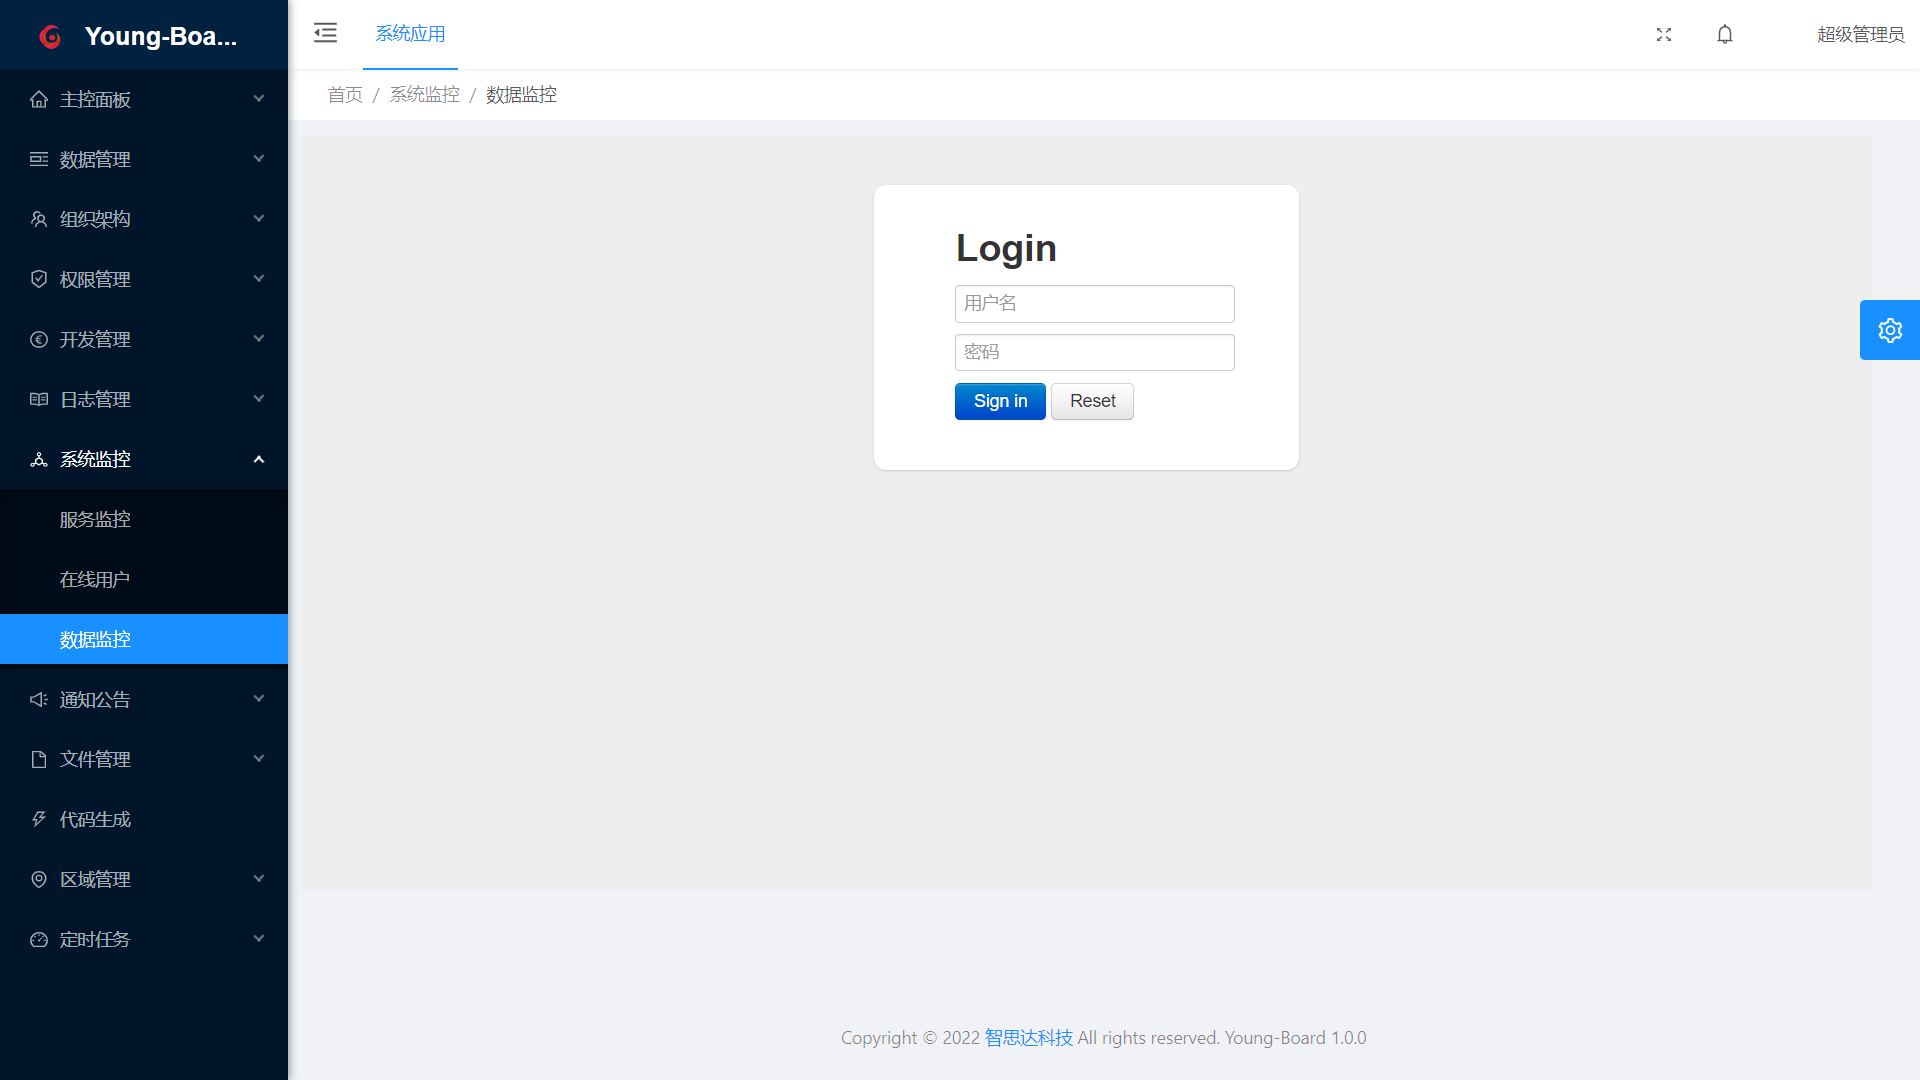 Young-Boa...
系统应用
超级管理员
首页 / 系统监控 / 数据监控
主控面板
数据管理
组织架构
权限管理
开发管理
日志管理
系统监控
服务监控
在线用户
数据监控
通知公告
文件管理
代码生成
区域管理
定时任务
Login
用户名
密码
Sign in Reset
Copyright © 2022 智思达科技 All rights reserved. Young-Board 1.0.0